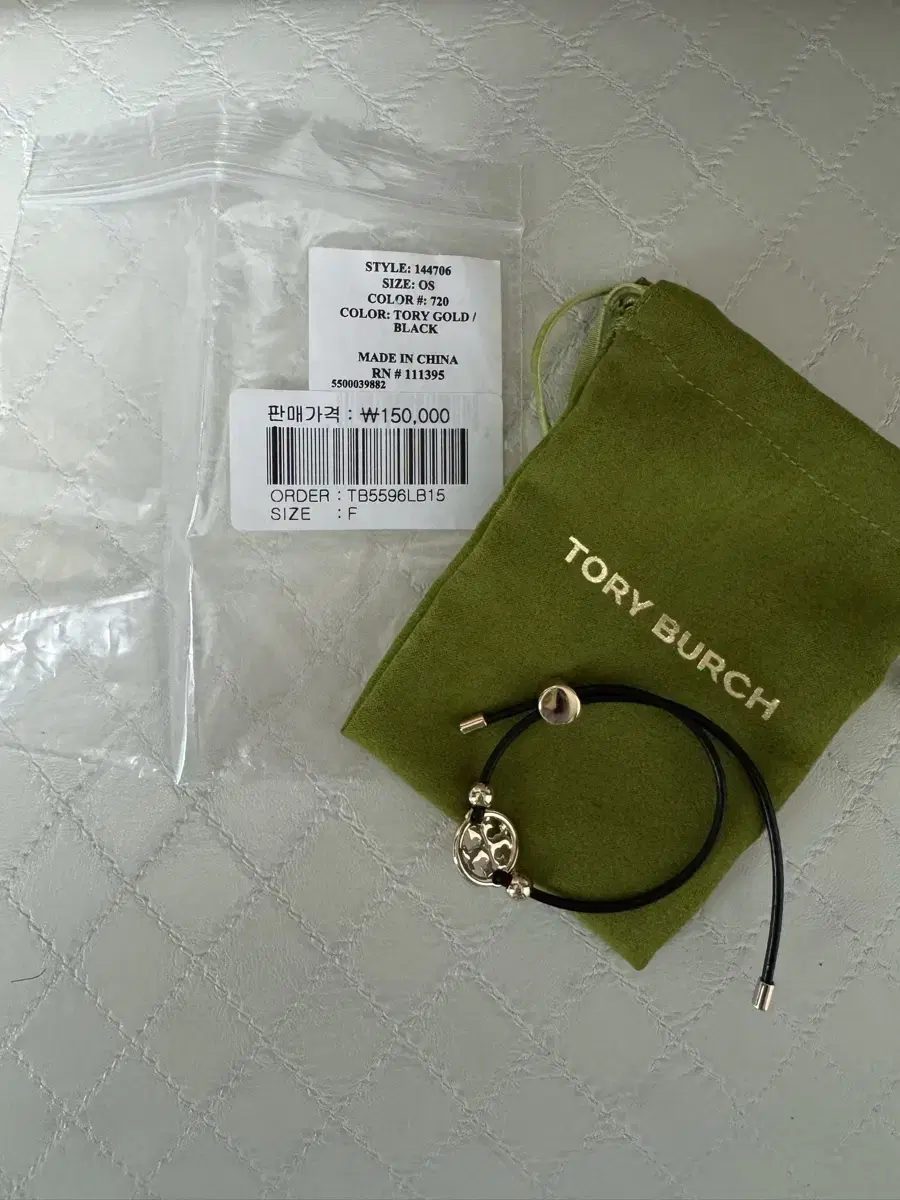 STYLE: 144706
SIZE: OS
COLOR #: 720
COLOR: TORY GOLD /
BLACK
MADE IN CHINA
RN # 111395
5500039882
판매가격 : ₩150,000
ORDER : TB5596LB15
SIZE : F
TORY BURCH